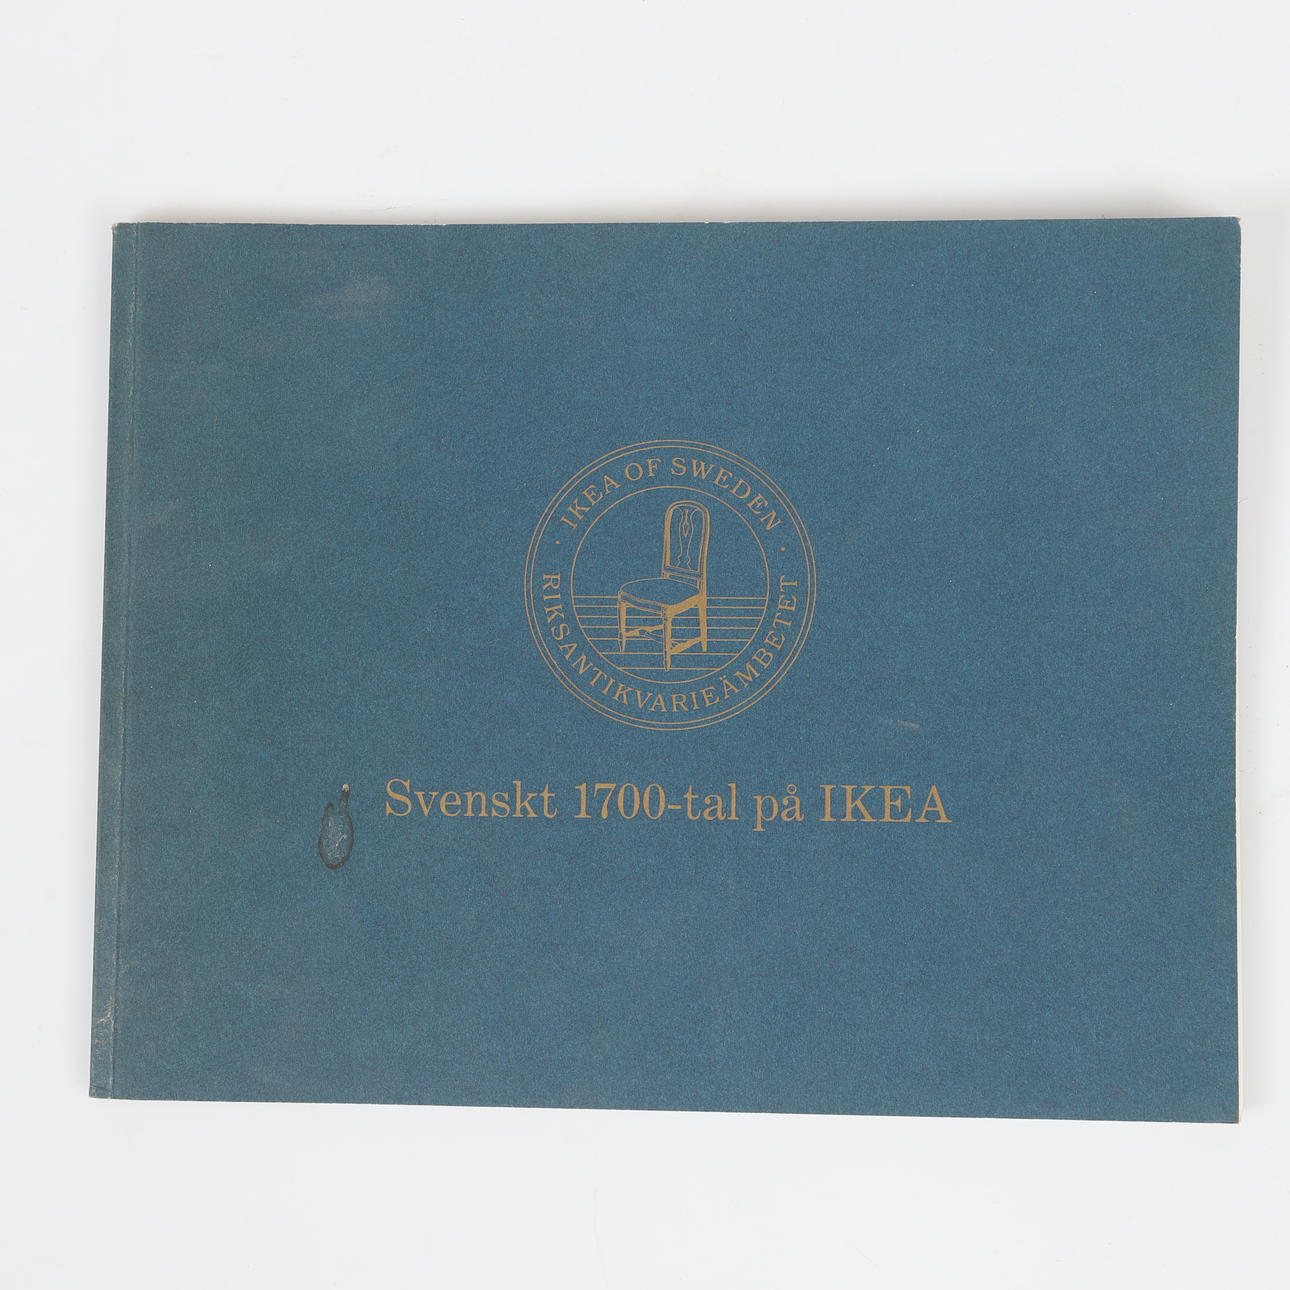 · IKEA OF SWEDEN ·
RIKSANTIKVARIEÄMBETET
Svenskt 1700-tal på IKEA